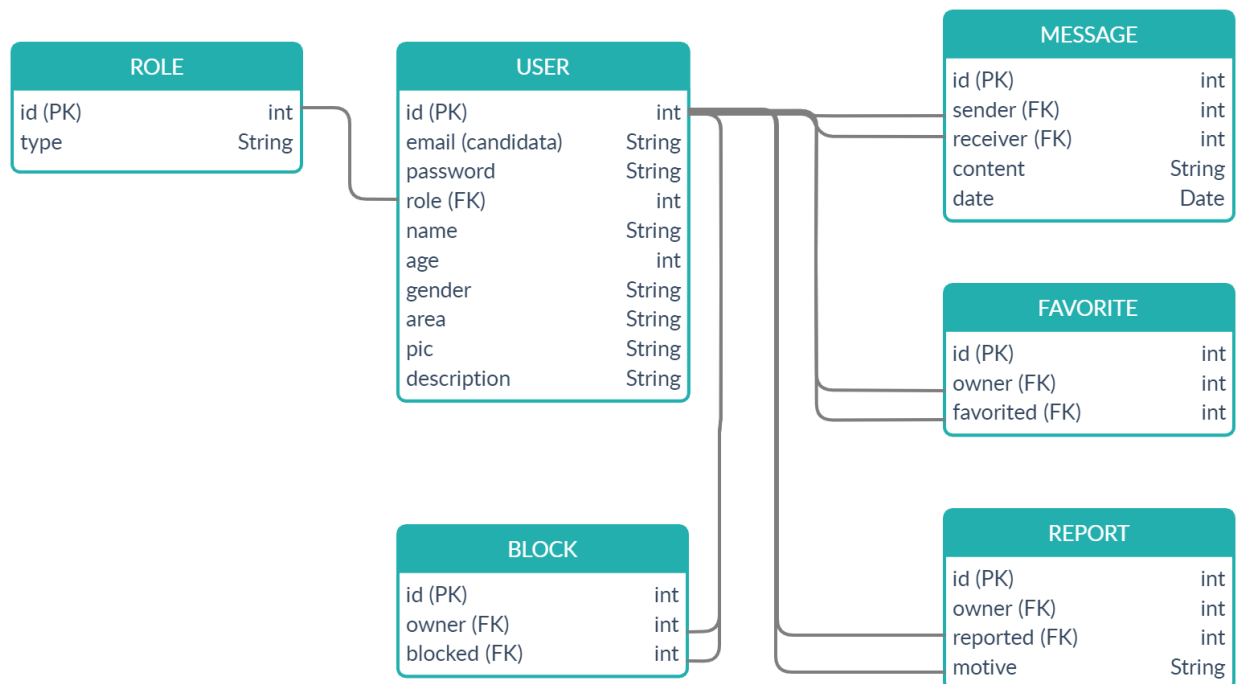 ROLE
id (PK) int
type String
USER
id (PK) int
email (candidata) String
password String
role (FK) int
name String
age int
gender String
area String
pic String
description String
MESSAGE
id (PK) int
sender (FK) int
receiver (FK) int
content String
date Date
FAVORITE
id (PK) int
owner (FK) int
favorited (FK) int
BLOCK
id (PK) int
owner (FK) int
blocked (FK) int
REPORT
id (PK) int
owner (FK) int
reported (FK) int
motive String